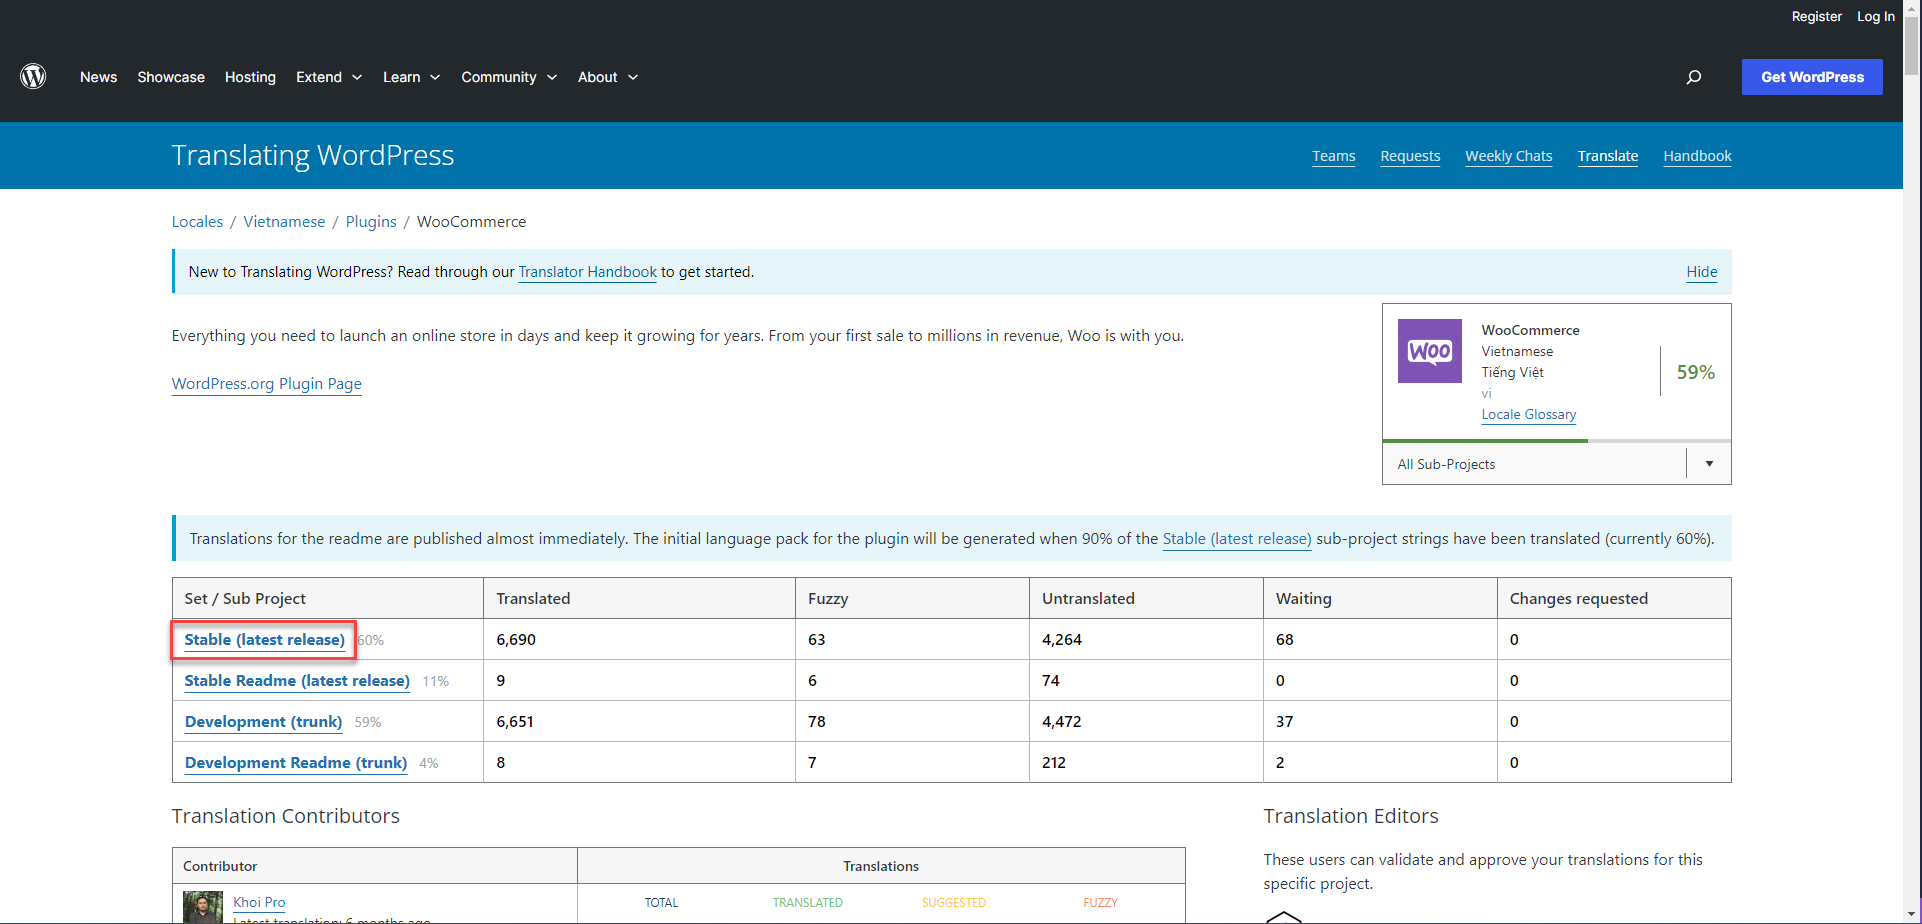 Register Log In
News Showcase Hosting Extend Learn Community About Get WordPress
Translating WordPress
Teams Requests Weekly Chats Translate Handbook
Locales / Vietnamese / Plugins / WooCommerce
New to Translating WordPress? Read through our Translator Handbook to get started. Hide
Everything you need to launch an online store in days and keep it growing for years. From your first sale to millions in revenue, Woo is with you.
WordPress.org Plugin Page
WOO
WooCommerce
Vietnamese
Tiếng Việt
vi
Locale Glossary
59%
All Sub-Projects
Translations for the readme are published almost immediately. The initial language pack for the plugin will be generated when 90% of the Stable (latest release) sub-project strings have been translated (currently 60%).
Set / Sub Project Translated Fuzzy Untranslated Waiting Changes requested
Stable (latest release) 60% 6,690 63 4,264 68 0
Stable Readme (latest release) 11% 9 6 74 0 0
Development (trunk) 59% 6,651 78 4,472 37 0
Development Readme (trunk) 4% 8 7 212 2 0
Translation Contributors
Contributor Translations
Khoi Pro TOTAL TRANSLATED SUGGESTED FUZZY
Latest translation: 6 months ago
Translation Editors
These users can validate and approve your translations for this
specific project.